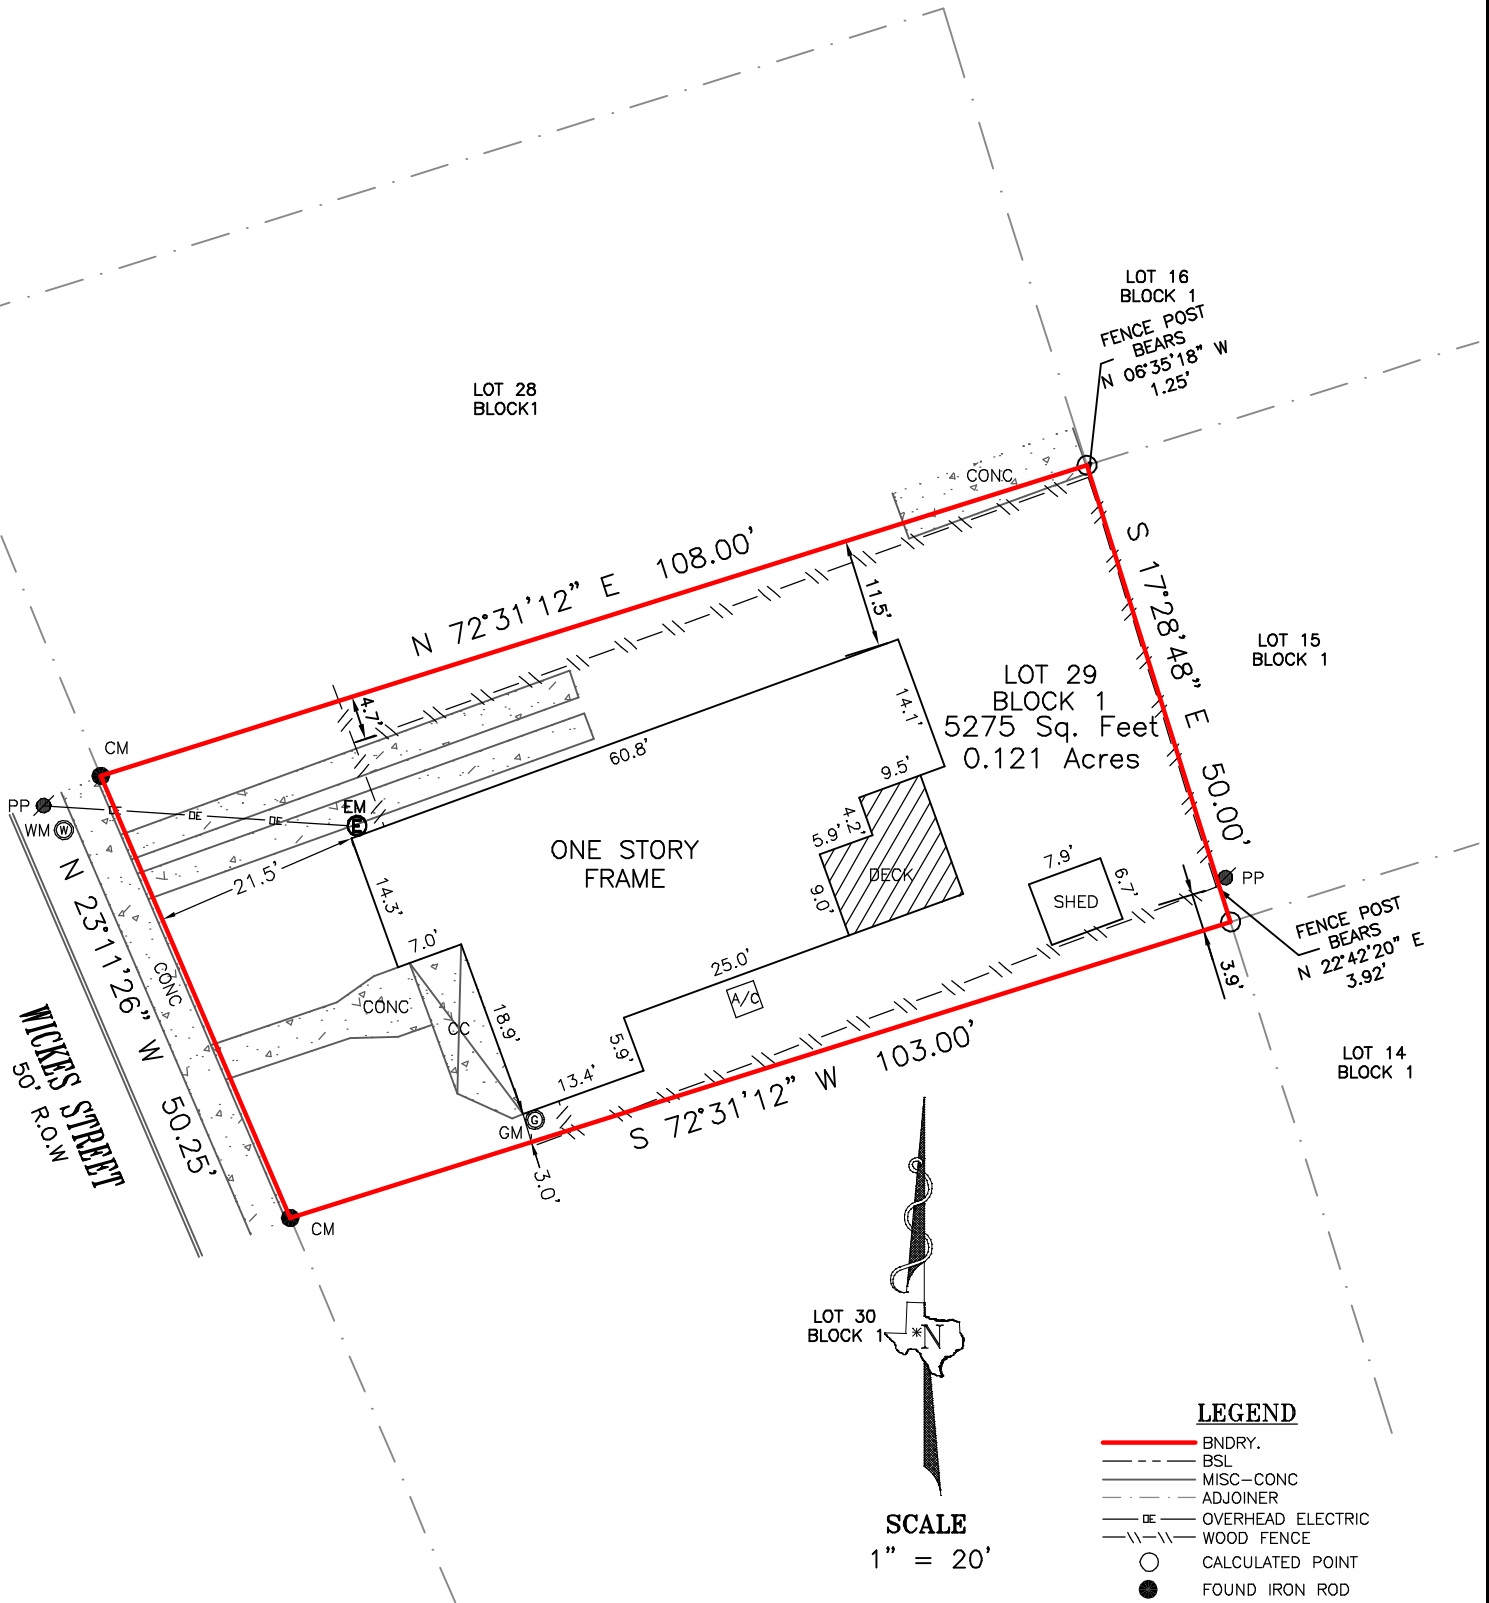 LOT 16
BLOCK 1
FENCE POST
BEARS
N 06°35'18" W
1.25'
LOT 28
BLOCK1
CONC
N 72°31'12" E 108.00'
11.5'
S 17°28'48" E 50.00'
LOT 15
BLOCK 1
LOT 29
BLOCK 1
5275 Sq. Feet
0.121 Acres
4.7'
14.1'
60.8'
CM
9.5'
PP
OE
OE
OE
EM
E
WM
W
4.2'
5.9'
ONE STORY
FRAME
21.5'
14.3'
9.0'
DECK
7.9'
6.7'
SHED
PP
FENCE POST
BEARS
N 22°42'20" E
3.92'
3.9'
N 23°11'26" W 50.25'
CONC
7.0'
25.0'
A/C
CONC
CC
18.9'
5.9'
13.4'
WICKES STREET
50' R.O.W
S 72°31'12" W 103.00'
LOT 14
BLOCK 1
GM
G
3.0'
CM
LOT 30
BLOCK 1
*N
SCALE
1" = 20'
LEGEND
BNDRY.
BSL
MISC-CONC
ADJOINER
OE OVERHEAD ELECTRIC
WOOD FENCE
CALCULATED POINT
FOUND IRON ROD